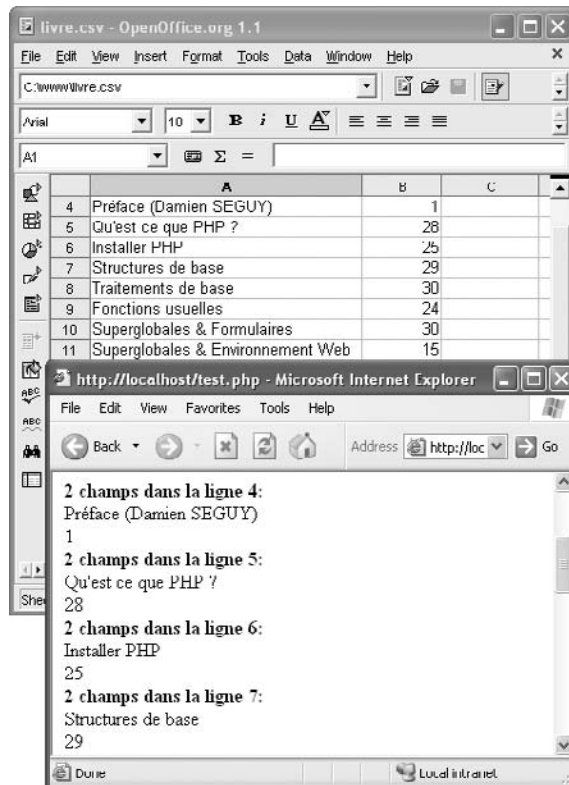 livre.csv - OpenOffice.org 1.1
File Edit View Insert Format Tools Data Window Help
C:\www\livre.csv
Arial 10 B i U A
A1 Σ =
A B C
4 Préface (Damien SEGUY) 1
5 Qu'est ce que PHP ? 28
6 Installer PHP 25
7 Structures de base 29
8 Traitements de base 30
9 Fonctions usuelles 24
10 Superglobales & Formulaires 30
11 Superglobales & Environnement Web 15
ABC
ABC
She
http://localhost/test.php - Microsoft Internet Explorer
File Edit View Favorites Tools Help
Back Address http://loc Go
2 champs dans la ligne 4:
Préface (Damien SEGUY)
1
2 champs dans la ligne 5:
Qu'est ce que PHP ?
28
2 champs dans la ligne 6:
Installer PHP
25
2 champs dans la ligne 7:
Structures de base
29
Done Local intranet